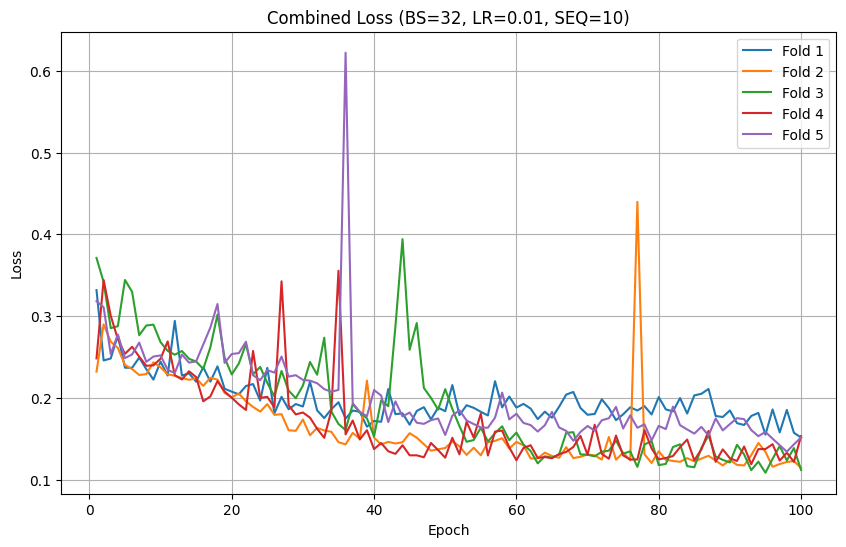 Combined Loss (BS=32, LR=0.01, SEQ=10)
Fold 1
Fold 2
Fold 3
Fold 4
Fold 5
Loss
0.6
0.5
0.4
0.3
0.2
0.1
0
20
40
60
80
100
Epoch